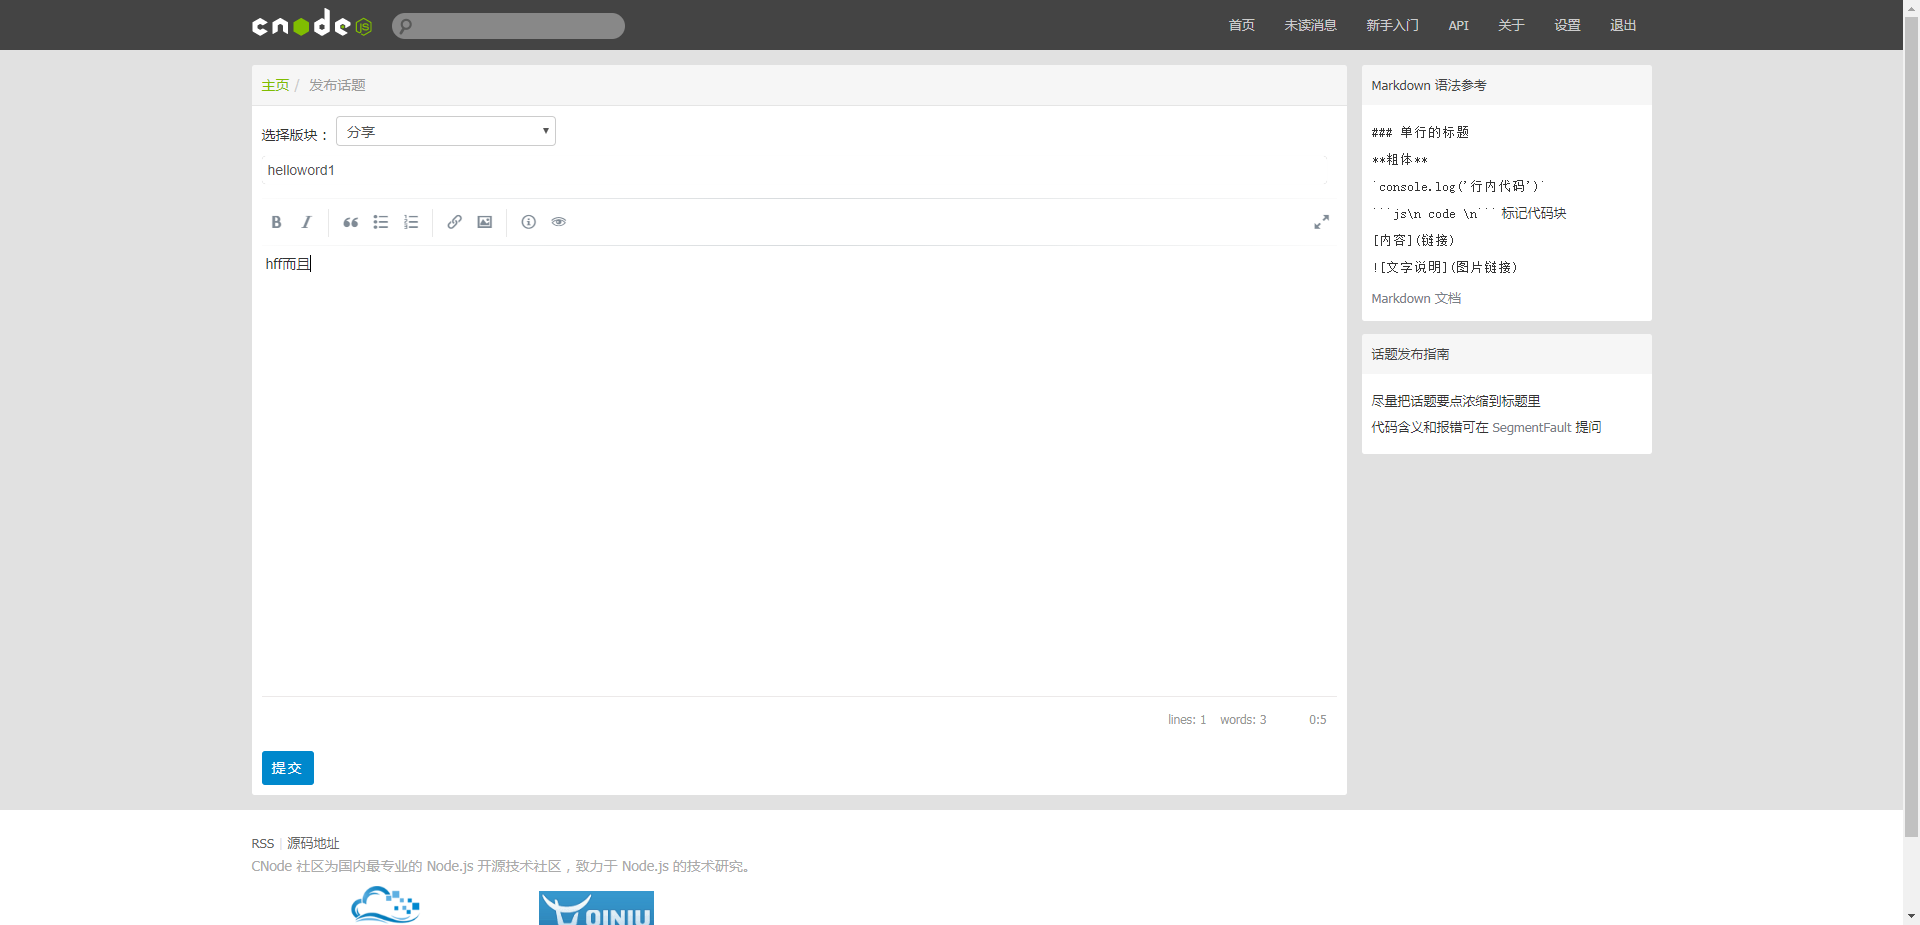 cnodejs
首页 未读消息 新手入门 API 关于 设置 退出
主页 / 发布话题
选择版块： 分享
helloword1
hff而且
lines: 1 words: 3 0:5
提交
Markdown 语法参考
### 单行的标题
**粗体**
`console.log('行内代码')`
```js\n code \n``` 标记代码块
[内容](链接)
![文字说明](图片链接)
Markdown 文档
话题发布指南
尽量把话题要点浓缩到标题里
代码含义和报错可在 SegmentFault 提问
RSS | 源码地址
CNode 社区为国内最专业的 Node.js 开源技术社区，致力于 Node.js 的技术研究。
QINIU